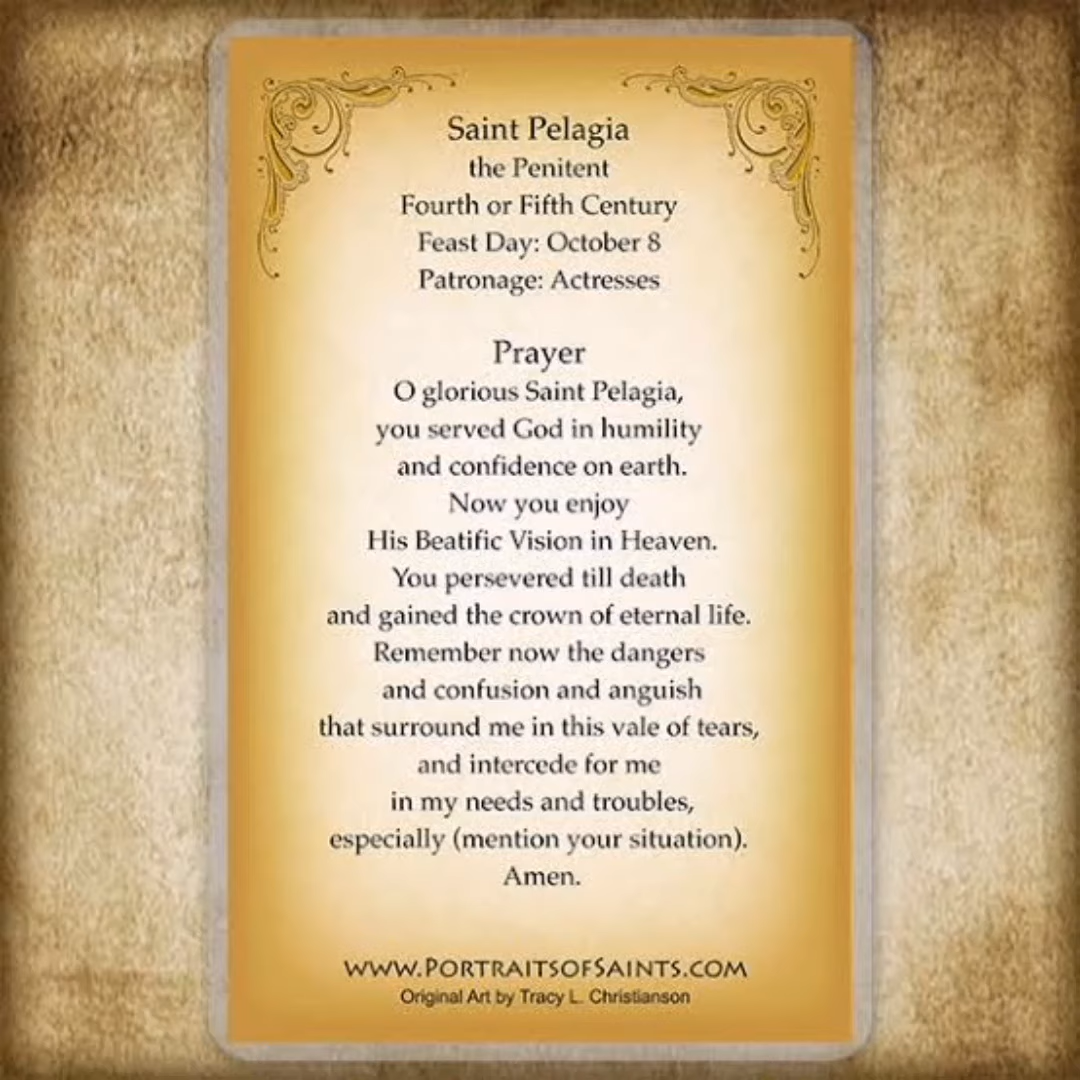 Saint Pelagia
the Penitent
Fourth or Fifth Century
Feast Day: October 8
Patronage: Actresses
Prayer
O glorious Saint Pelagia,
you served God in humility
and confidence on earth.
Now you enjoy
His Beatific Vision in Heaven.
You persevered till death
and gained the crown of eternal life.
Remember now the dangers
and confusion and anguish
that surround me in this vale of tears,
and intercede for me
in my needs and troubles,
especially (mention your situation).
Amen.
www.PortraitsofSaints.com
Original Art by Tracy L. Christianson